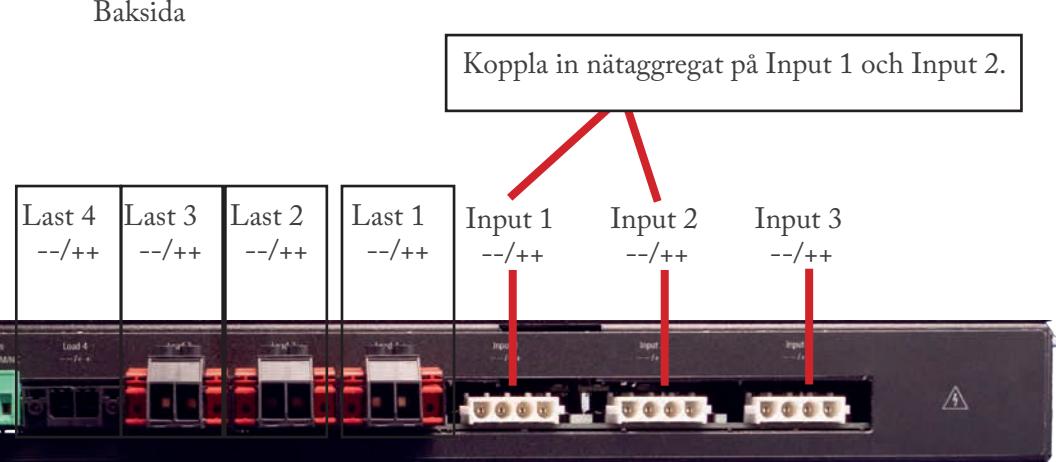 Baksida
Koppla in nätaggregat på Input 1 och Input 2.
Last 4
--/++
Last 3
--/++
Last 2
--/++
Last 1
--/++
Input 1
--/++
Input 2
--/++
Input 3
--/++
Load 4
--/++
Input
Input